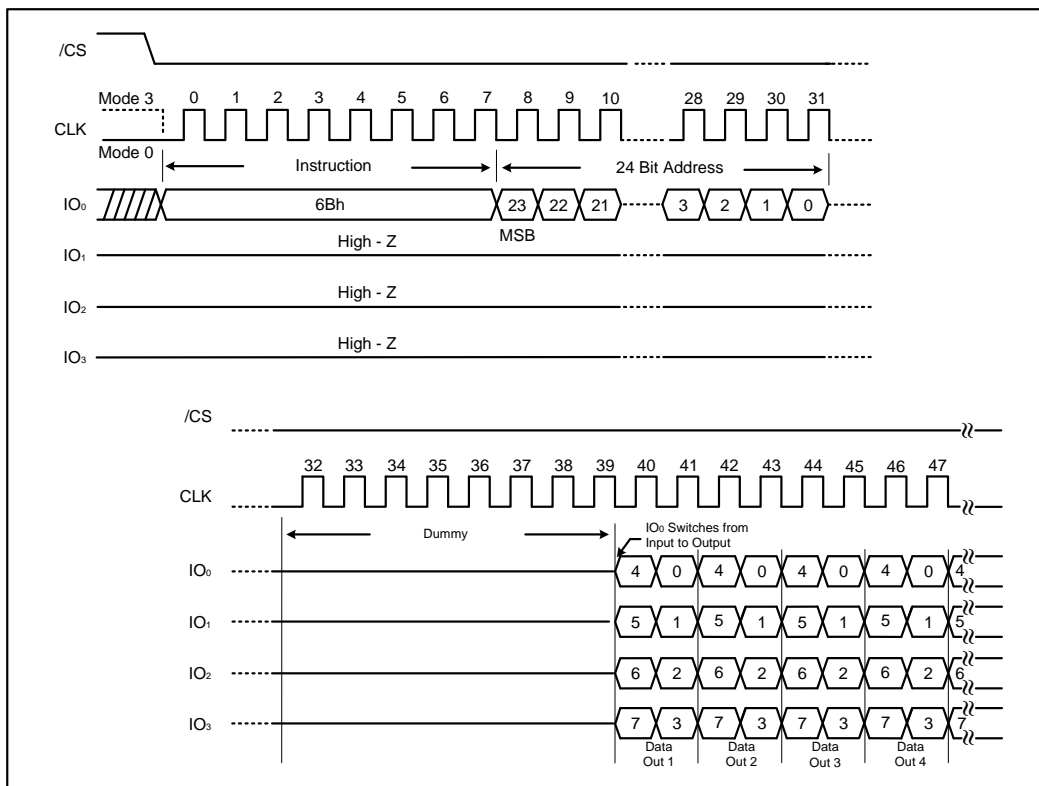 /CS
Mode 3 0 1 2 3 4 5 6 7 8 9 10 28 29 30 31
CLK
Mode 0
Instruction 24 Bit Address
IO₀ 6Bh 23 22 21 3 2 1 0
MSB
High - Z
IO₁
High - Z
IO₂
High - Z
IO₃
/CS
32 33 34 35 36 37 38 39 40 41 42 43 44 45 46 47
CLK
Dummy
IO₀ Switches from
Input to Output
IO₀ 4 0 4 0 4 0 4 0 4
IO₁ 5 1 5 1 5 1 5 1 5
IO₂ 6 2 6 2 6 2 6 2 6
IO₃ 7 3 7 3 7 3 7 3 7
Data Data Data Data
Out 1 Out 2 Out 3 Out 4